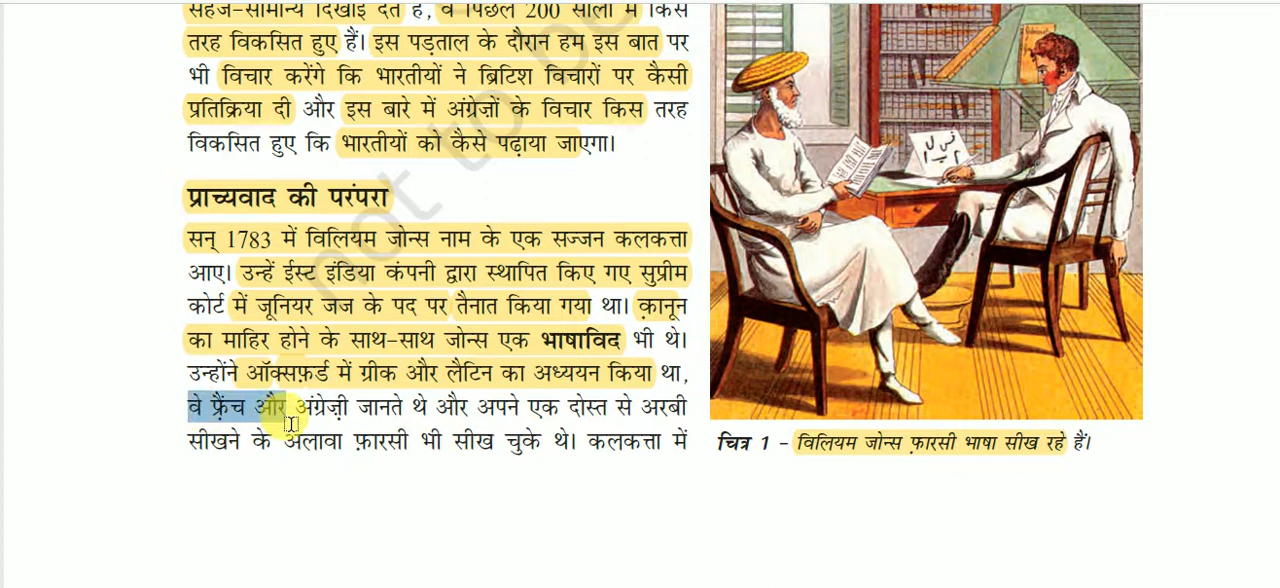 सहज-सामान्य दिखाई देते हैं, वे पिछले 200 सालों में किस
तरह विकसित हुए हैं। इस पड़ताल के दौरान हम इस बात पर
भी विचार करेंगे कि भारतीयों ने ब्रिटिश विचारों पर कैसी
प्रतिक्रिया दी और इस बारे में अंग्रेज़ों के विचार किस तरह
विकसित हुए कि भारतीयों को कैसे पढ़ाया जाएगा।
प्राच्यवाद की परंपरा
सन् 1783 में विलियम जोन्स नाम के एक सज्जन कलकत्ता
आए। उन्हें ईस्ट इंडिया कंपनी द्वारा स्थापित किए गए सुप्रीम
कोर्ट में जूनियर जज के पद पर तैनात किया गया था। क़ानून
का माहिर होने के साथ-साथ जोन्स एक भाषाविद भी थे।
उन्होंने ऑक्सफ़र्ड में ग्रीक और लैटिन का अध्ययन किया था,
वे फ़्रैंच और अंग्रेज़ी जानते थे और अपने एक दोस्त से अरबी
सीखने के अलावा फ़ारसी भी सीख चुके थे। कलकत्ता में
चित्र 1 – विलियम जोन्स फ़ारसी भाषा सीख रहे हैं।
not to be